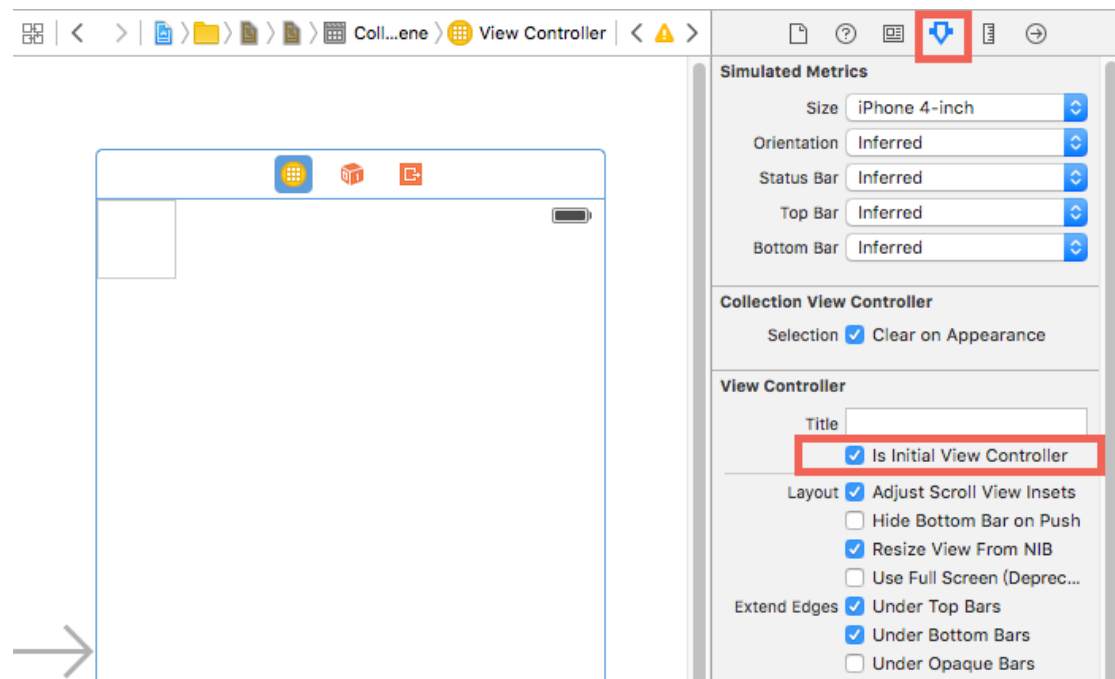 Coll...ene
View Controller
Simulated Metrics
Size iPhone 4-inch
Orientation Inferred
Status Bar Inferred
Top Bar Inferred
Bottom Bar Inferred
Collection View Controller
Selection Clear on Appearance
View Controller
Title
Is Initial View Controller
Layout Adjust Scroll View Insets
Hide Bottom Bar on Push
Resize View From NIB
Use Full Screen (Deprec...
Extend Edges Under Top Bars
Under Bottom Bars
Under Opaque Bars